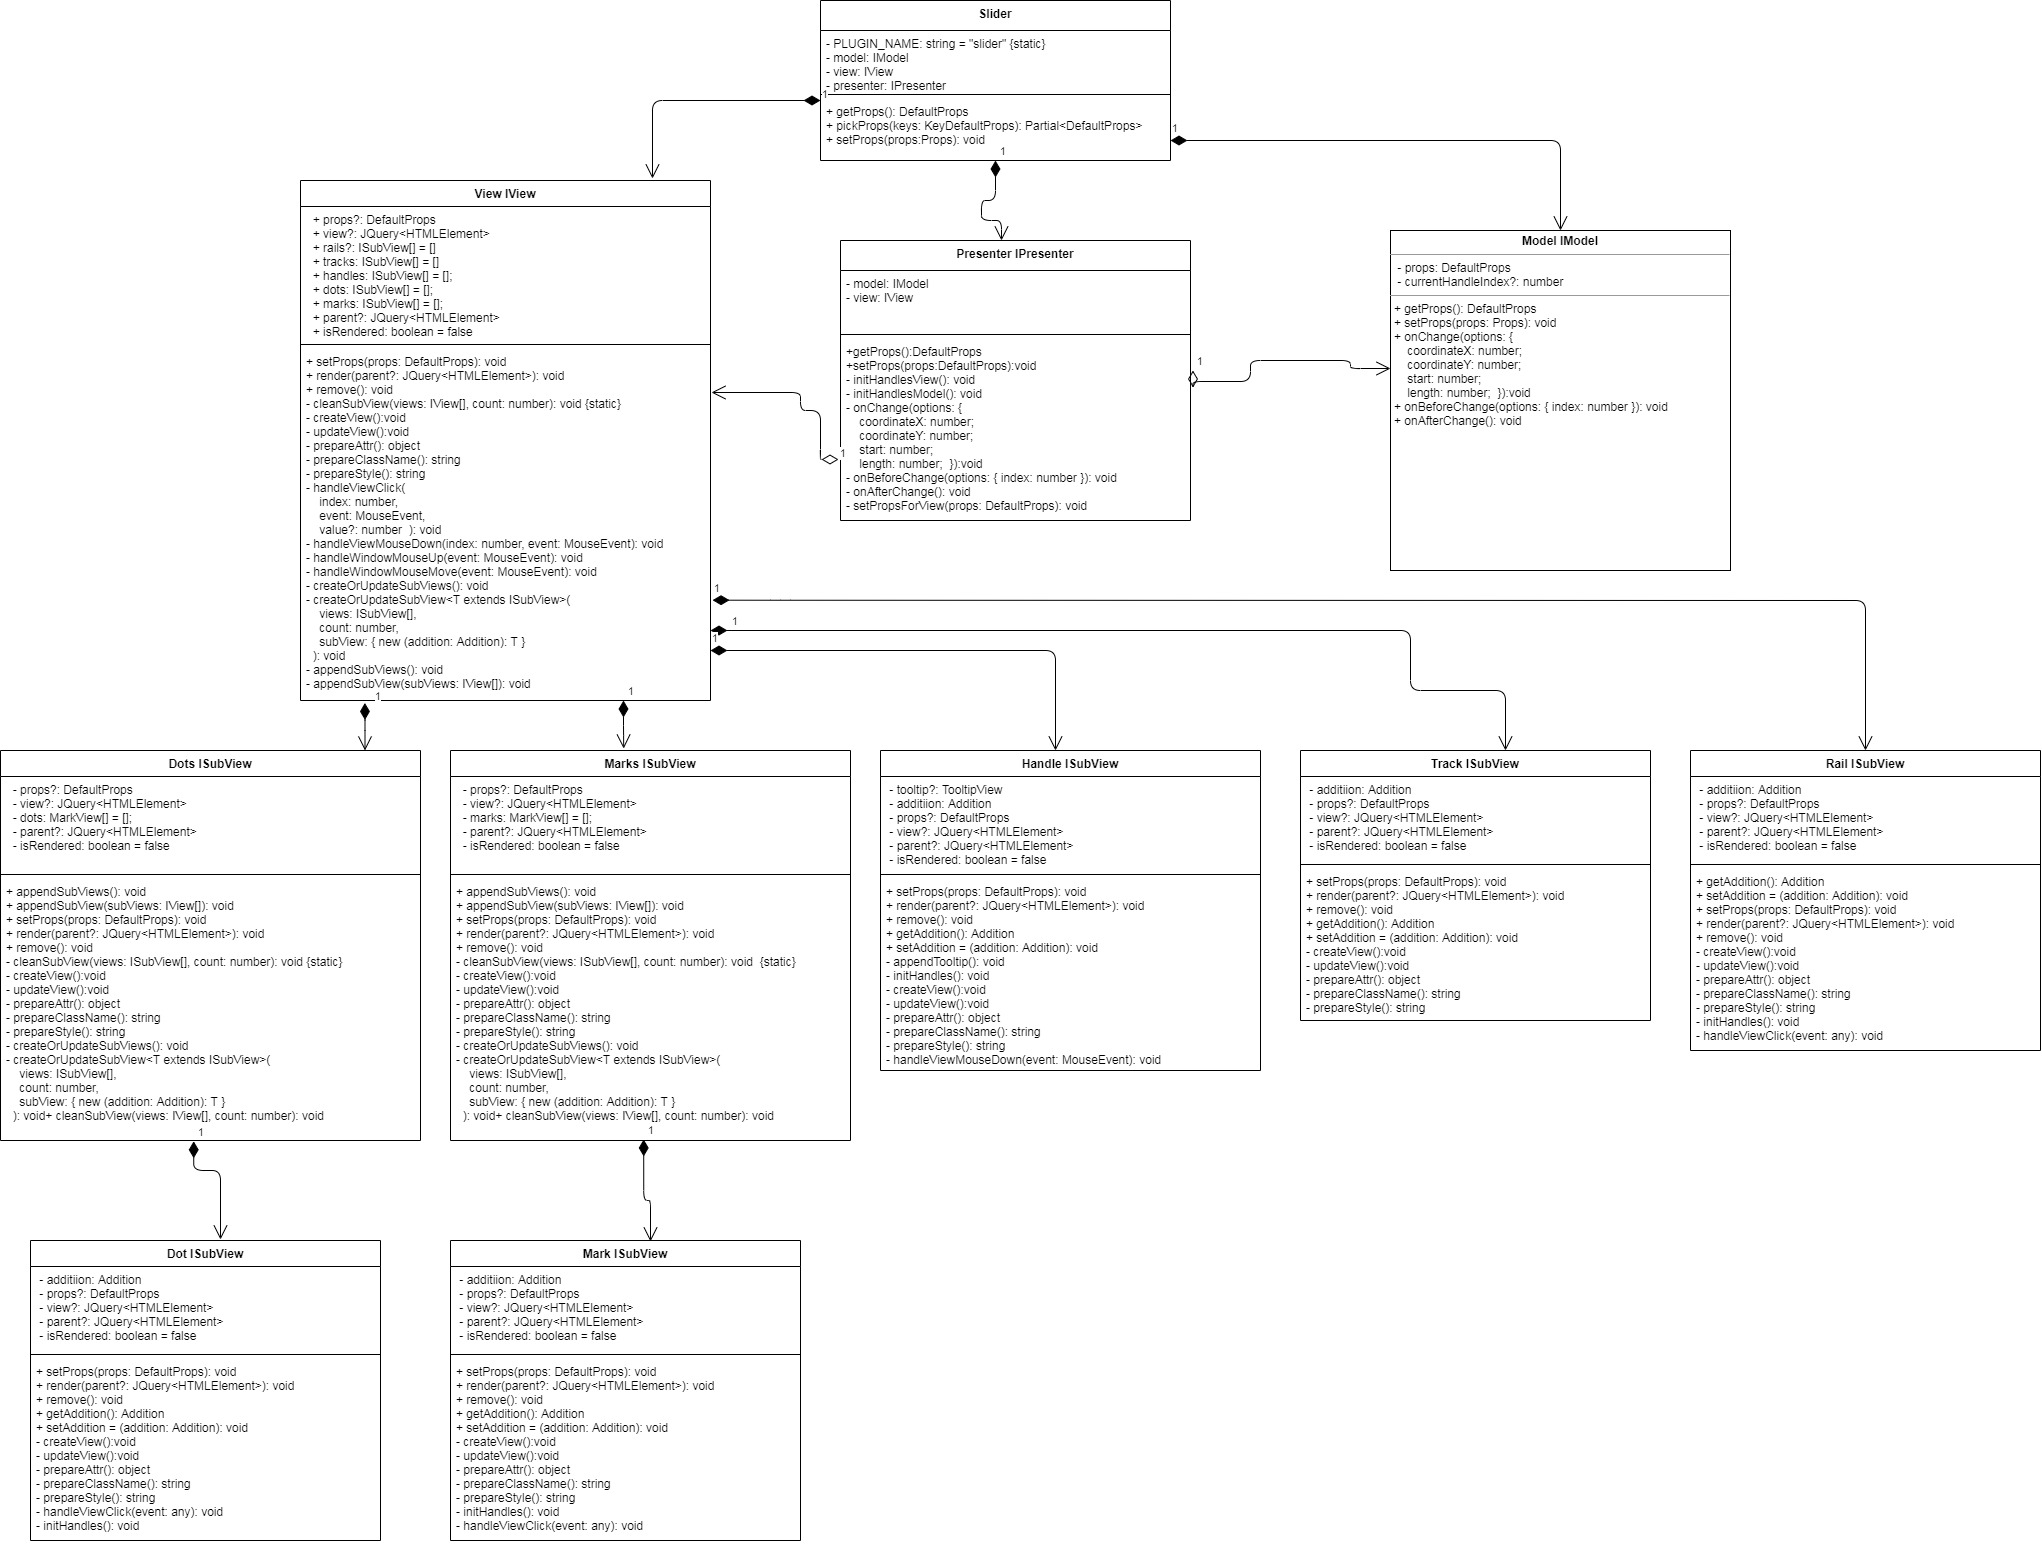 Slider
- PLUGIN_NAME: string = "slider" {static}
- model: IModel
- view: IView
- presenter: IPresenter
1
+ getProps(): DefaultProps
+ pickProps(keys: KeyDefaultProps): Partial<DefaultProps>
+ setProps(props:Props): void
1
1
View IView
+ props?: DefaultProps
+ view?: JQuery<HTMLElement>
+ rails?: ISubView[] = []
+ tracks: ISubView[] = []
+ handles: ISubView[] = [];
+ dots: ISubView[] = [];
+ marks: ISubView[] = [];
+ parent?: JQuery<HTMLElement>
+ isRendered: boolean = false
+ setProps(props: DefaultProps): void
+ render(parent?: JQuery<HTMLElement>): void
+ remove(): void
- cleanSubView(views: IView[], count: number): void {static}
- createView():void
- updateView():void
- prepareAttr(): object
- prepareClassName(): string
- prepareStyle(): string
- handleViewClick(
index: number,
event: MouseEvent,
value?: number  ): void
- handleViewMouseDown(index: number, event: MouseEvent): void
- handleWindowMouseUp(event: MouseEvent): void
- handleWindowMouseMove(event: MouseEvent): void
- createOrUpdateSubViews(): void
- createOrUpdateSubView<T extends ISubView>(
views: ISubView[],
count: number,
subView: { new (addition: Addition): T }
): void
- appendSubViews(): void
- appendSubView(subViews: IView[]): void
1
1
1
1
1
Presenter IPresenter
- model: IModel
- view: IView
+getProps():DefaultProps
+setProps(props:DefaultProps):void
- initHandlesView(): void
- initHandlesModel(): void
- onChange(options: {
coordinateX: number;
coordinateY: number;
start: number;
length: number;  }):void
- onBeforeChange(options: { index: number }): void
- onAfterChange(): void
- setPropsForView(props: DefaultProps): void
1
1
Model IModel
- props: DefaultProps
- currentHandleIndex?: number
+ getProps(): DefaultProps
+ setProps(props: Props): void
+ onChange(options: {
coordinateX: number;
coordinateY: number;
start: number;
length: number;  }):void
+ onBeforeChange(options: { index: number }): void
+ onAfterChange(): void
Dots ISubView
- props?: DefaultProps
- view?: JQuery<HTMLElement>
- dots: MarkView[] = [];
- parent?: JQuery<HTMLElement>
- isRendered: boolean = false
+ appendSubViews(): void
+ appendSubView(subViews: IView[]): void
+ setProps(props: DefaultProps): void
+ render(parent?: JQuery<HTMLElement>): void
+ remove(): void
- cleanSubView(views: ISubView[], count: number): void {static}
- createView():void
- updateView():void
- prepareAttr(): object
- prepareClassName(): string
- prepareStyle(): string
- createOrUpdateSubViews(): void
- createOrUpdateSubView<T extends ISubView>(
views: ISubView[],
count: number,
subView: { new (addition: Addition): T }
): void+ cleanSubView(views: IView[], count: number): void
1
Marks ISubView
- props?: DefaultProps
- view?: JQuery<HTMLElement>
- marks: MarkView[] = [];
- parent?: JQuery<HTMLElement>
- isRendered: boolean = false
+ appendSubViews(): void
+ appendSubView(subViews: IView[]): void
+ setProps(props: DefaultProps): void
+ render(parent?: JQuery<HTMLElement>): void
+ remove(): void
- cleanSubView(views: ISubView[], count: number): void  {static}
- createView():void
- updateView():void
- prepareAttr(): object
- prepareClassName(): string
- prepareStyle(): string
- createOrUpdateSubViews(): void
- createOrUpdateSubView<T extends ISubView>(
views: ISubView[],
count: number,
subView: { new (addition: Addition): T }
): void+ cleanSubView(views: IView[], count: number): void
1
Handle ISubView
- tooltip?: TooltipView
- additiion: Addition
- props?: DefaultProps
- view?: JQuery<HTMLElement>
- parent?: JQuery<HTMLElement>
- isRendered: boolean = false
+ setProps(props: DefaultProps): void
+ render(parent?: JQuery<HTMLElement>): void
+ remove(): void
+ getAddition(): Addition
+ setAddition = (addition: Addition): void
- appendTooltip(): void
- initHandles(): void
- createView():void
- updateView():void
- prepareAttr(): object
- prepareClassName(): string
- prepareStyle(): string
- handleViewMouseDown(event: MouseEvent): void
Track ISubView
- additiion: Addition
- props?: DefaultProps
- view?: JQuery<HTMLElement>
- parent?: JQuery<HTMLElement>
- isRendered: boolean = false
+ setProps(props: DefaultProps): void
+ render(parent?: JQuery<HTMLElement>): void
+ remove(): void
+ getAddition(): Addition
+ setAddition = (addition: Addition): void
- createView():void
- updateView():void
- prepareAttr(): object
- prepareClassName(): string
- prepareStyle(): string
Rail ISubView
- additiion: Addition
- props?: DefaultProps
- view?: JQuery<HTMLElement>
- parent?: JQuery<HTMLElement>
- isRendered: boolean = false
+ getAddition(): Addition
+ setAddition = (addition: Addition): void
+ setProps(props: DefaultProps): void
+ render(parent?: JQuery<HTMLElement>): void
+ remove(): void
- createView():void
- updateView():void
- prepareAttr(): object
- prepareClassName(): string
- prepareStyle(): string
- initHandles(): void
- handleViewClick(event: any): void
Dot ISubView
- additiion: Addition
- props?: DefaultProps
- view?: JQuery<HTMLElement>
- parent?: JQuery<HTMLElement>
- isRendered: boolean = false
+ setProps(props: DefaultProps): void
+ render(parent?: JQuery<HTMLElement>): void
+ remove(): void
+ getAddition(): Addition
+ setAddition = (addition: Addition): void
- createView():void
- updateView():void
- prepareAttr(): object
- prepareClassName(): string
- prepareStyle(): string
- handleViewClick(event: any): void
- initHandles(): void
Mark ISubView
- additiion: Addition
- props?: DefaultProps
- view?: JQuery<HTMLElement>
- parent?: JQuery<HTMLElement>
- isRendered: boolean = false
+ setProps(props: DefaultProps): void
+ render(parent?: JQuery<HTMLElement>): void
+ remove(): void
+ getAddition(): Addition
+ setAddition = (addition: Addition): void
- createView():void
- updateView():void
- prepareAttr(): object
- prepareClassName(): string
- prepareStyle(): string
- initHandles(): void
- handleViewClick(event: any): void